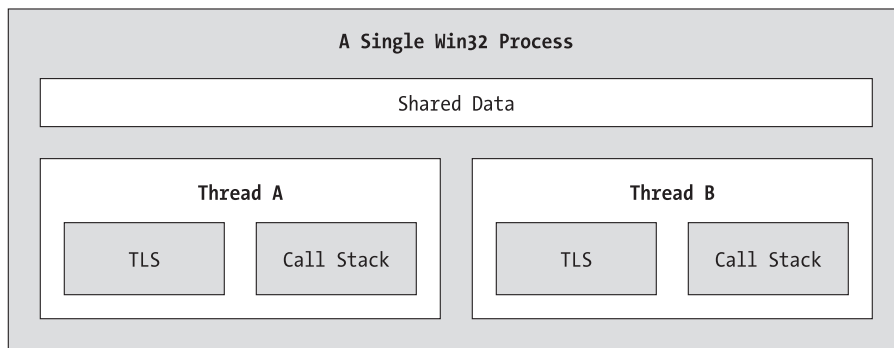 A Single Win32 Process
Shared Data
Thread A
TLS
Call Stack
Thread B
TLS
Call Stack